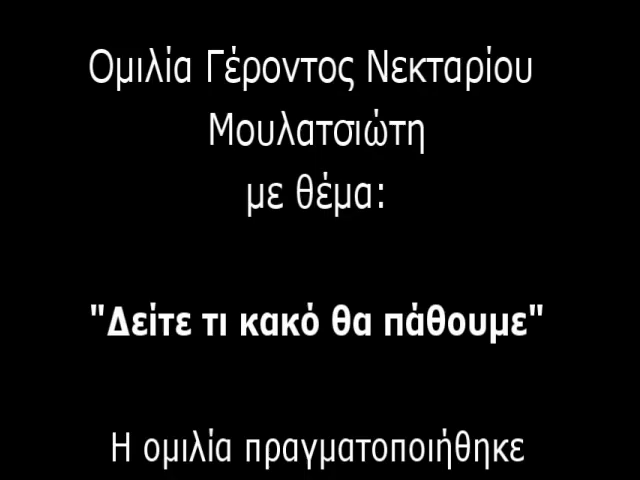 Ομιλία Γέροντος Νεκταρίου
Μουλατσιώτη
με θέμα:
"Δείτε τι κακό θα πάθουμε"
Η ομιλία πραγματοποιήθηκε